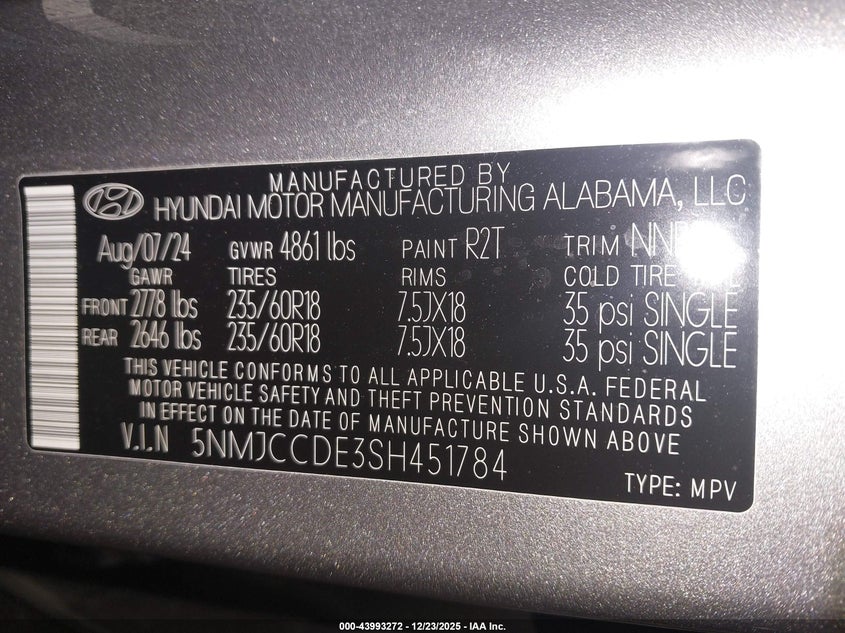 MANUFACTURED BY
HYUNDAI MOTOR MANUFACTURING ALABAMA, LLC
Aug/07/24 GVWR 4861 lbs PAINT R2T TRIM
GAWR TIRES RIMS COLD TIRE
FRONT 2778 lbs 235/60R18 7.5JX18 35 psi SINGLE
REAR 2646 lbs 235/60R18 7.5JX18 35 psi SINGLE
THIS VEHICLE CONFORMS TO ALL APPLICABLE U.S.A. FEDERAL
MOTOR VEHICLE SAFETY AND THEFT PREVENTION STANDARDS
IN EFFECT ON THE DATE OF MANUFACTURE SHOWN ABOVE
V.I.N 5NMJCCDE3SH451784
TYPE: MPV
000-43993272 - 12/23/2025 - IAA Inc.